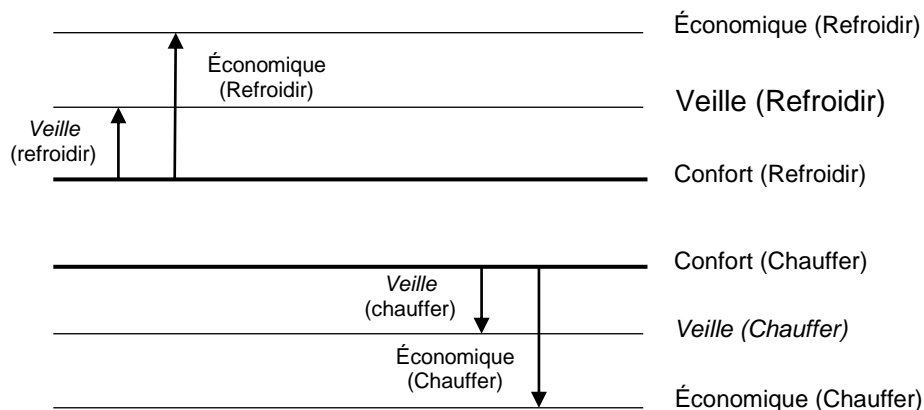 Économique (Refroidir)
Économique
(Refroidir)
Veille (Refroidir)
Veille
(refroidir)
Confort (Refroidir)
Confort (Chauffer)
Veille
(chauffer)
Veille (Chauffer)
Économique
(Chauffer)
Économique (Chauffer)